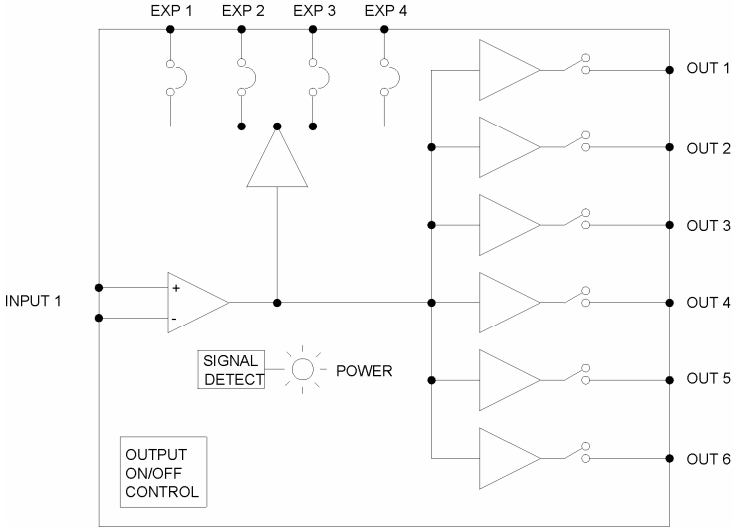 EXP 1 EXP 2 EXP 3 EXP 4
OUT 1
OUT 2
OUT 3
INPUT 1
+
-
OUT 4
SIGNAL
DETECT
POWER
OUT 5
OUTPUT
ON/OFF
CONTROL
OUT 6